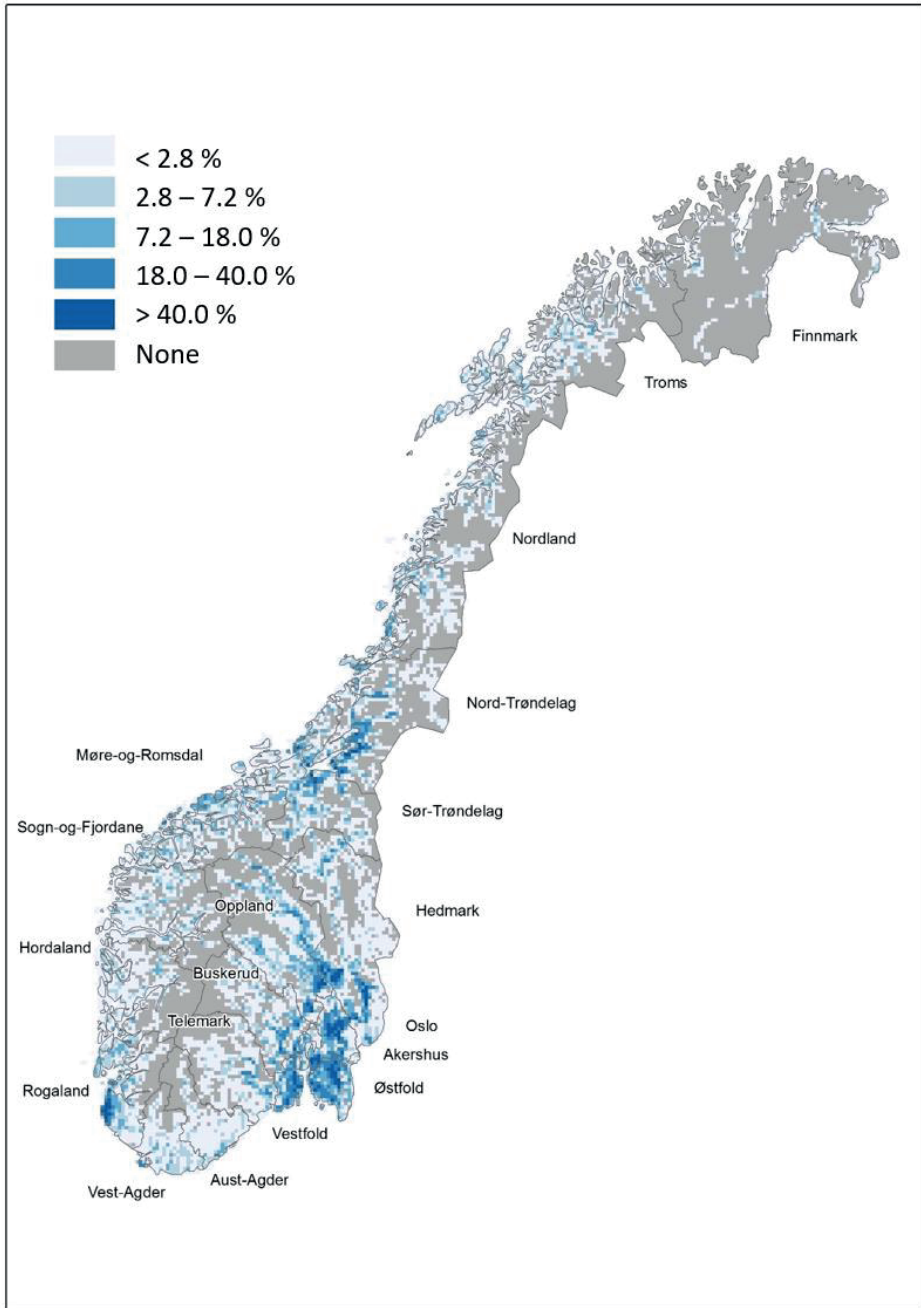 < 2.8 %
2.8 – 7.2 %
7.2 – 18.0 %
18.0 – 40.0 %
> 40.0 %
None
Finnmark
Troms
Nordland
Nord-Trøndelag
Møre-og-Romsdal
Sør-Trøndelag
Sogn-og-Fjordane
Oppland
Hedmark
Hordaland
Buskerud
Telemark
Oslo
Akershus
Østfold
Rogaland
Vestfold
Aust-Agder
Vest-Agder